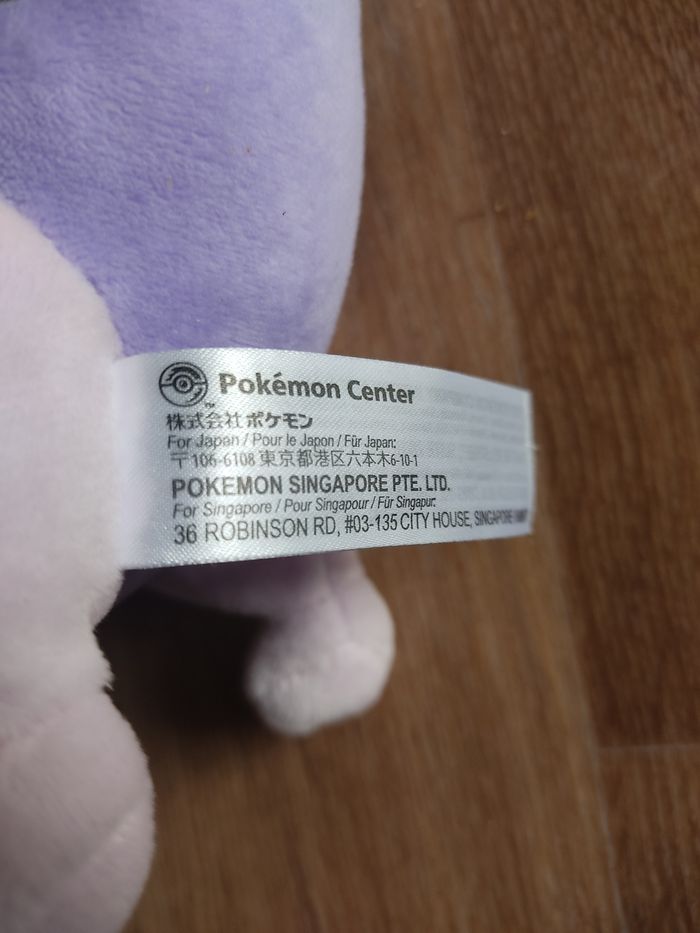 Pokémon Center
TM
株式会社ポケモン
For Japan / Pour le Japon / Für Japan:
〒106-6108 東京都港区六本木6-10-1
POKEMON SINGAPORE PTE. LTD.
For Singapore / Pour Singapour / Für Singapur:
36 ROBINSON RD, #03-135 CITY HOUSE, SINGAPORE